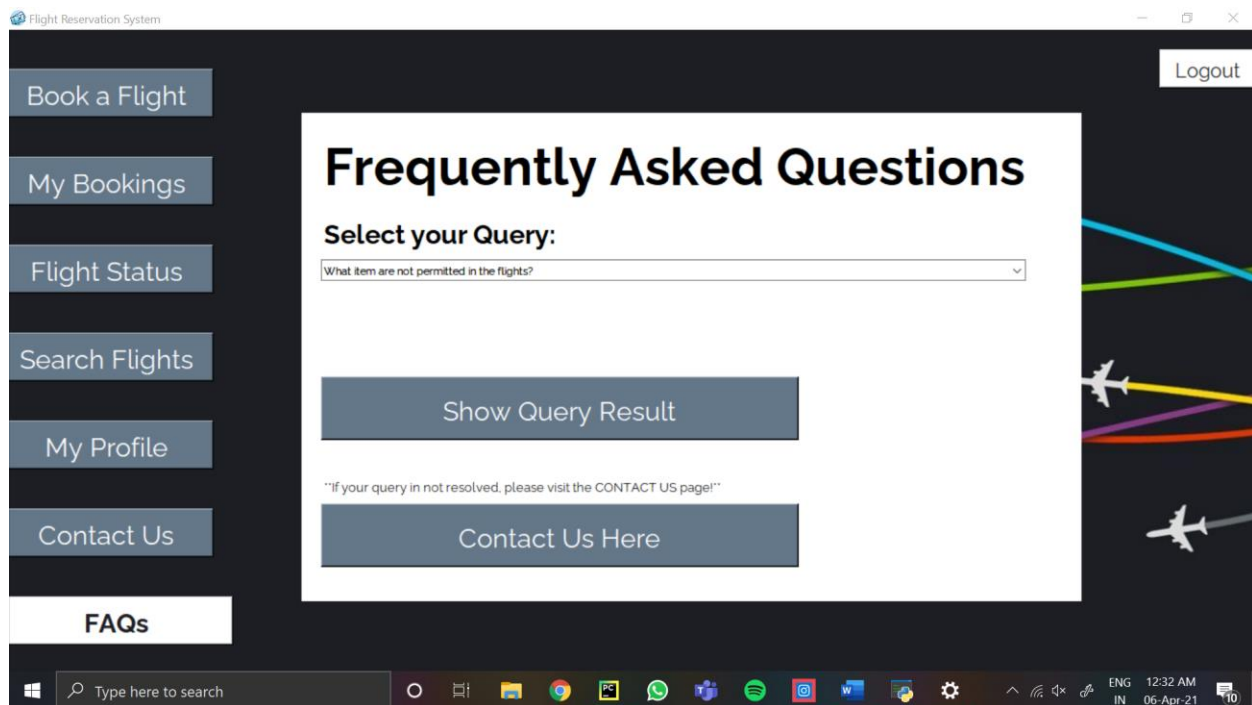 Flight Reservation System
Logout
Book a Flight
My Bookings
Flight Status
Search Flights
My Profile
Contact Us
FAQs
Frequently Asked Questions
Select your Query:
What item are not permitted in the flights?
Show Query Result
**If your query in not resolved, please visit the CONTACT US page!**
Contact Us Here
Type here to search
PC
W
ENG
IN
12:32 AM
06-Apr-21
10